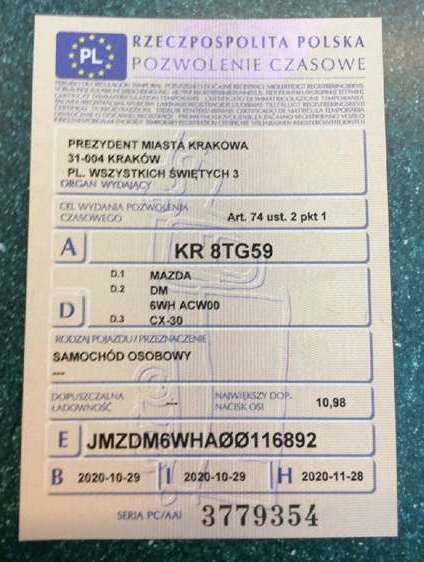 PL
RZECZPOSPOLITA POLSKA
POZWOLENIE CZASOWE
PREZYDENT MIASTA KRAKOWA
31-004 KRAKÓW
PL. WSZYSTKICH ŚWIĘTYCH 3
ORGAN WYDAJĄCY
CEL WYDANIA POZWOLENIA
CZASOWEGO Art. 74 ust. 2 pkt 1
A KR 8TG59
D.1 MAZDA
D.2 DM
D 6WH ACW00
D.3 CX-30
RODZAJ POJAZDU / PRZEZNACZENIE
SAMOCHÓD OSOBOWY
---
DOPUSZCZALNA ŁADOWNOŚĆ --- NAJWIĘKSZY DOP. NACISK OSI 10,98
E JMZDM6WHAØØ116892
B 2020-10-29 I 2020-10-29 H 2020-11-28
SERIA PC/AAI 3779354